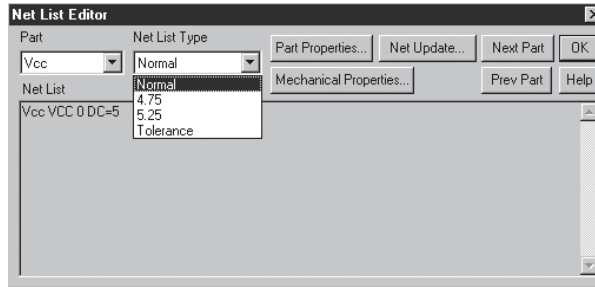 Net List Editor
Part
Net List Type
Part Properties...
Net Update...
Next Part
OK
Vcc
Normal
Mechanical Properties...
Prev Part
Help
Net List
Normal
4.75
5.25
Tolerance
Vcc VCC 0 DC=5